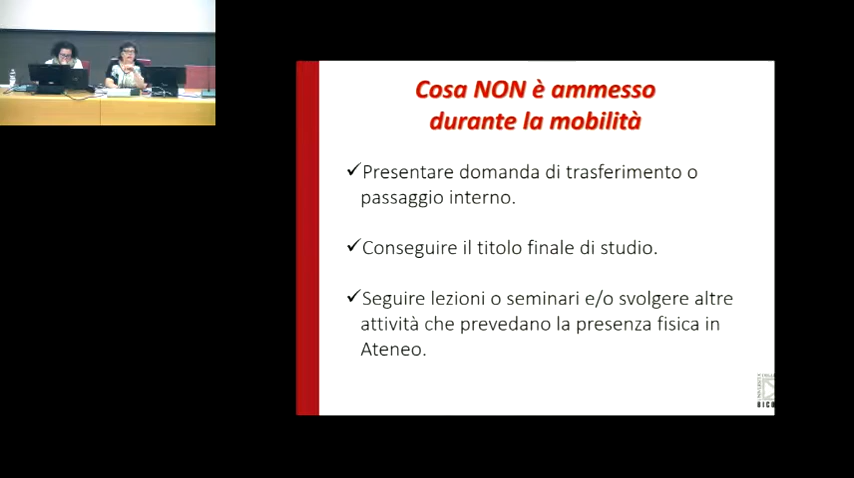 Cosa NON è ammesso
durante la mobilità
✓Presentare domanda di trasferimento o
passaggio interno.
✓Conseguire il titolo finale di studio.
✓Seguire lezioni o seminari e/o svolgere altre
attività che prevedano la presenza fisica in
Ateneo.